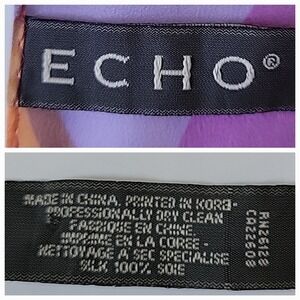 ECHO®
MADE IN CHINA, PRINTED IN KOREA-
PROFESSIONALLY DRY CLEAN
FABRIQUE EN CHINE,
IMPRIME EN LA COREE -
NETTOYAGE A SEC SPECIALISE
SILK 100% SOIE
RN26128
CA22608